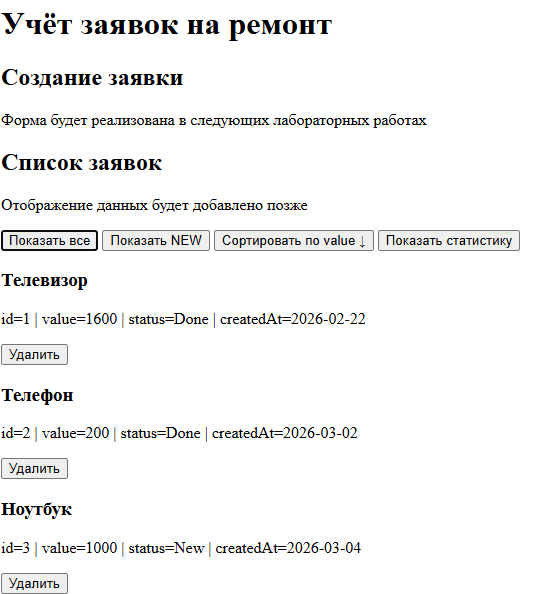 Учёт заявок на ремонт
Создание заявки
Форма будет реализована в следующих лабораторных работах
Список заявок
Отображение данных будет добавлено позже
Показать все Показать NEW Сортировать по value ↓ Показать статистику
Телевизор
id=1 | value=1600 | status=Done | createdAt=2026-02-22
Удалить
Телефон
id=2 | value=200 | status=Done | createdAt=2026-03-02
Удалить
Ноутбук
id=3 | value=1000 | status=New | createdAt=2026-03-04
Удалить